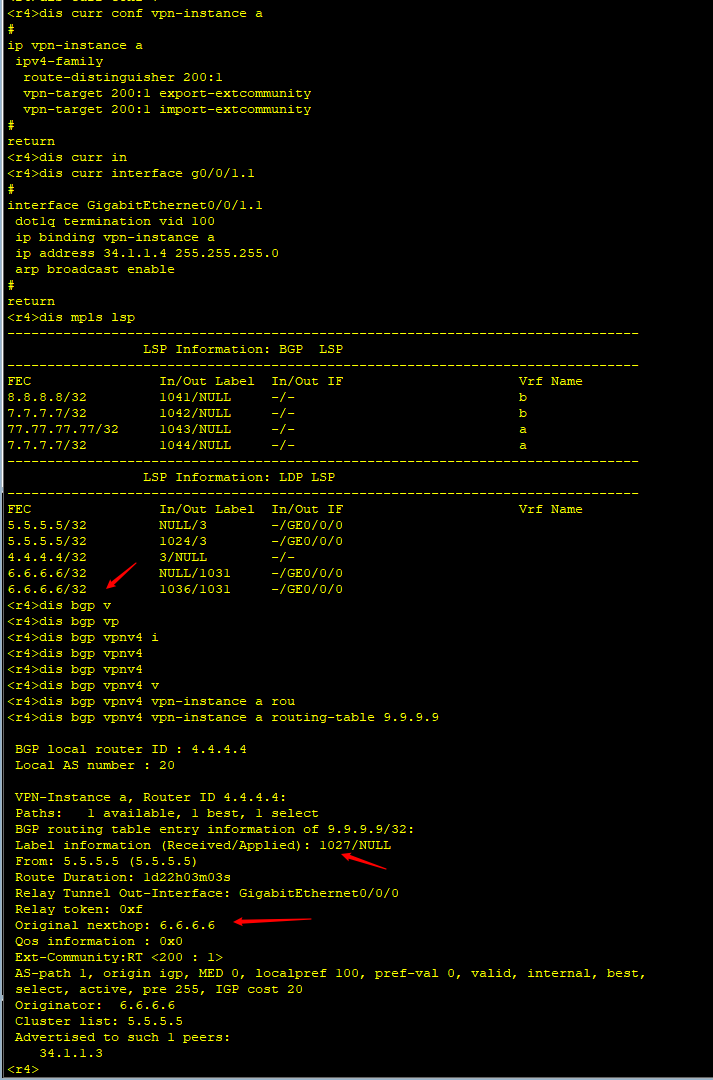 <r4>dis curr conf vpn-instance a
#
ip vpn-instance a
 ipv4-family
  route-distinguisher 200:1
  vpn-target 200:1 export-extcommunity
  vpn-target 200:1 import-extcommunity
#
return
<r4>dis curr in
<r4>dis curr interface g0/0/1.1
#
interface GigabitEthernet0/0/1.1
 dot1q termination vid 100
 ip binding vpn-instance a
 ip address 34.1.1.4 255.255.255.0
 arp broadcast enable
#
return
<r4>dis mpls lsp
-------------------------------------------------------------------------------
                 LSP Information: BGP  LSP
-------------------------------------------------------------------------------
FEC                In/Out Label  In/Out IF                      Vrf Name
8.8.8.8/32         1041/NULL     -/-                            b
7.7.7.7/32         1042/NULL     -/-                            b
77.77.77.77/32     1043/NULL     -/-                            a
7.7.7.7/32         1044/NULL     -/-                            a
-------------------------------------------------------------------------------
                 LSP Information: LDP LSP
-------------------------------------------------------------------------------
FEC                In/Out Label  In/Out IF                      Vrf Name
5.5.5.5/32         NULL/3        -/GE0/0/0
5.5.5.5/32         1024/3        -/GE0/0/0
4.4.4.4/32         3/NULL        -/-
6.6.6.6/32         NULL/1031     -/GE0/0/0
6.6.6.6/32         1036/1031     -/GE0/0/0
<r4>dis bgp v
<r4>dis bgp vp
<r4>dis bgp vpnv4 i
<r4>dis bgp vpnv4
<r4>dis bgp vpnv4
<r4>dis bgp vpnv4 v
<r4>dis bgp vpnv4 vpn-instance a rou
<r4>dis bgp vpnv4 vpn-instance a routing-table 9.9.9.9

 BGP local router ID : 4.4.4.4
 Local AS number : 20

 VPN-Instance a, Router ID 4.4.4.4:
 Paths:   1 available, 1 best, 1 select
 BGP routing table entry information of 9.9.9.9/32:
 Label information (Received/Applied): 1027/NULL
 From: 5.5.5.5 (5.5.5.5)
 Route Duration: 1d22h03m03s
 Relay Tunnel Out-Interface: GigabitEthernet0/0/0
 Relay token: 0xf
 Original nexthop: 6.6.6.6
 Qos information : 0x0
 Ext-Community:RT <200 : 1>
 AS-path 1, origin igp, MED 0, localpref 100, pref-val 0, valid, internal, best,
 select, active, pre 255, IGP cost 20
 Originator:  6.6.6.6
 Cluster list: 5.5.5.5
 Advertised to such 1 peers:
    34.1.1.3
<r4>